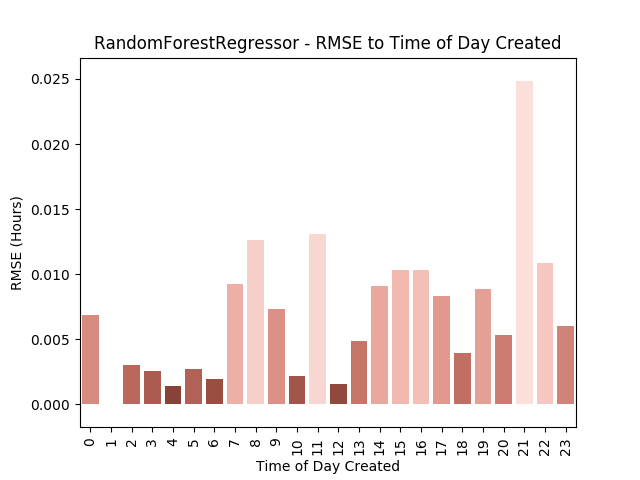 RandomForestRegressor - RMSE to Time of Day Created
0.025
0.020
0.015
0.010
0.005
0.000
RMSE (Hours)
0 1 2 3 4 5 6 7 8 9 10 11 12 13 14 15 16 17 18 19 20 21 22 23
Time of Day Created